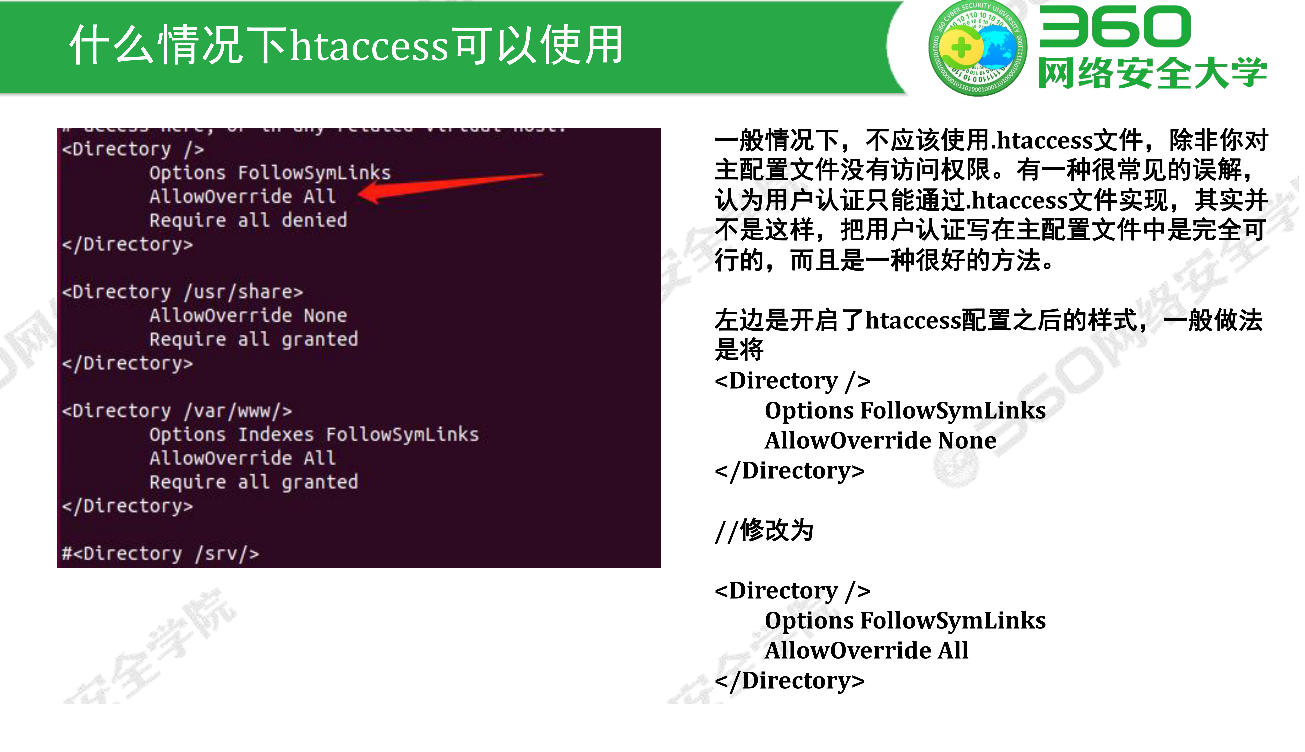 什么情况下htaccess可以使用
360
网络安全大学
# access here, or in any related virtual host.
<Directory />
Options FollowSymLinks
AllowOverride All
Require all denied
</Directory>
<Directory /usr/share>
AllowOverride None
Require all granted
</Directory>
<Directory /var/www/>
Options Indexes FollowSymLinks
AllowOverride All
Require all granted
</Directory>
#<Directory /srv/>
一般情况下，不应该使用.htaccess文件，除非你对
主配置文件没有访问权限。有一种很常见的误解，
认为用户认证只能通过.htaccess文件实现，其实并
不是这样，把用户认证写在主配置文件中是完全可
行的，而且是一种很好的方法。
左边是开启了htaccess配置之后的样式，一般做法
是将
<Directory />
Options FollowSymLinks
AllowOverride None
</Directory>
//修改为
<Directory />
Options FollowSymLinks
AllowOverride All
</Directory>